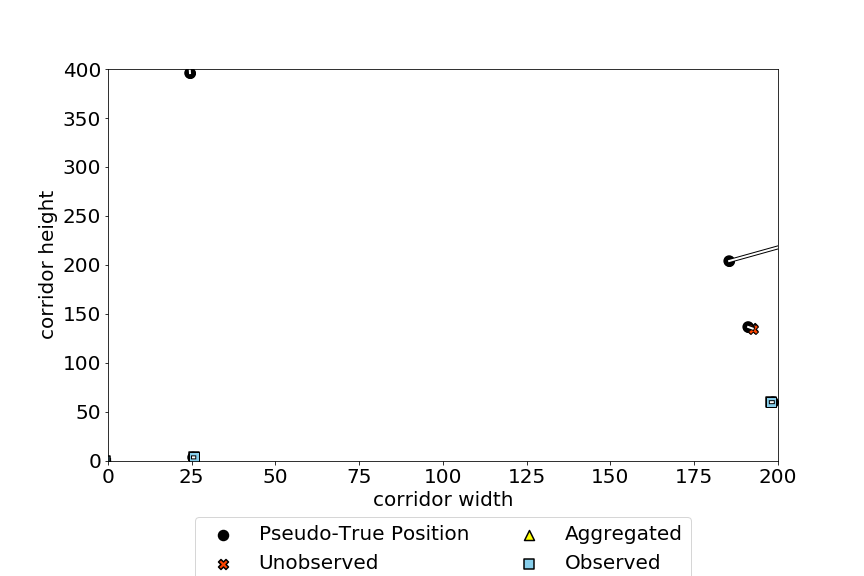 400
350
300
250
200
150
100
50
0
corridor height
0 25 50 75 100 125 150 175 200
corridor width
Pseudo-True Position Aggregated
Unobserved Observed